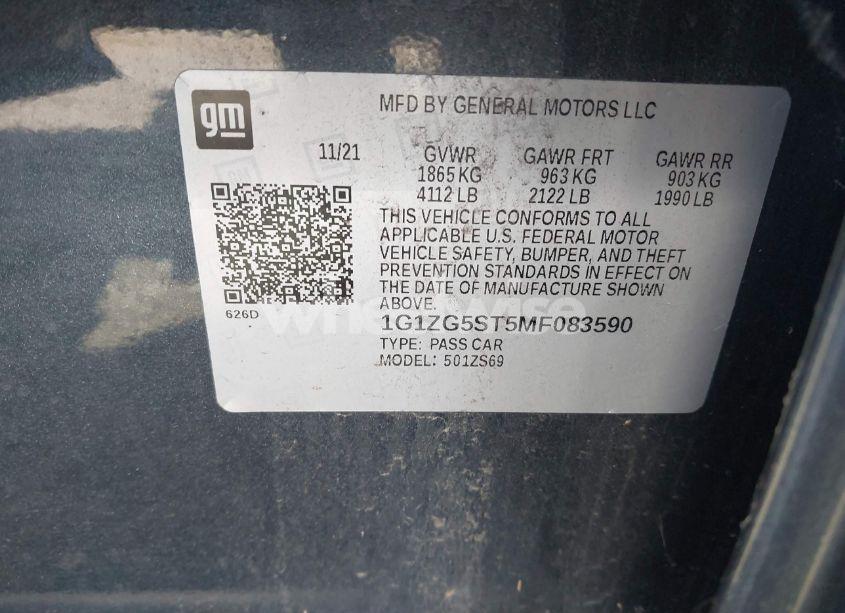 gm
MFD BY GENERAL MOTORS LLC
11/21 GVWR GAWR FRT GAWR RR
1865 KG 963 KG 903 KG
4112 LB 2122 LB 1990 LB
THIS VEHICLE CONFORMS TO ALL
APPLICABLE U.S. FEDERAL MOTOR
VEHICLE SAFETY, BUMPER, AND THEFT
PREVENTION STANDARDS IN EFFECT ON
THE DATE OF MANUFACTURE SHOWN
ABOVE.
626D
1G1ZG5ST5MF083590
TYPE: PASS CAR
MODEL: 501ZS69